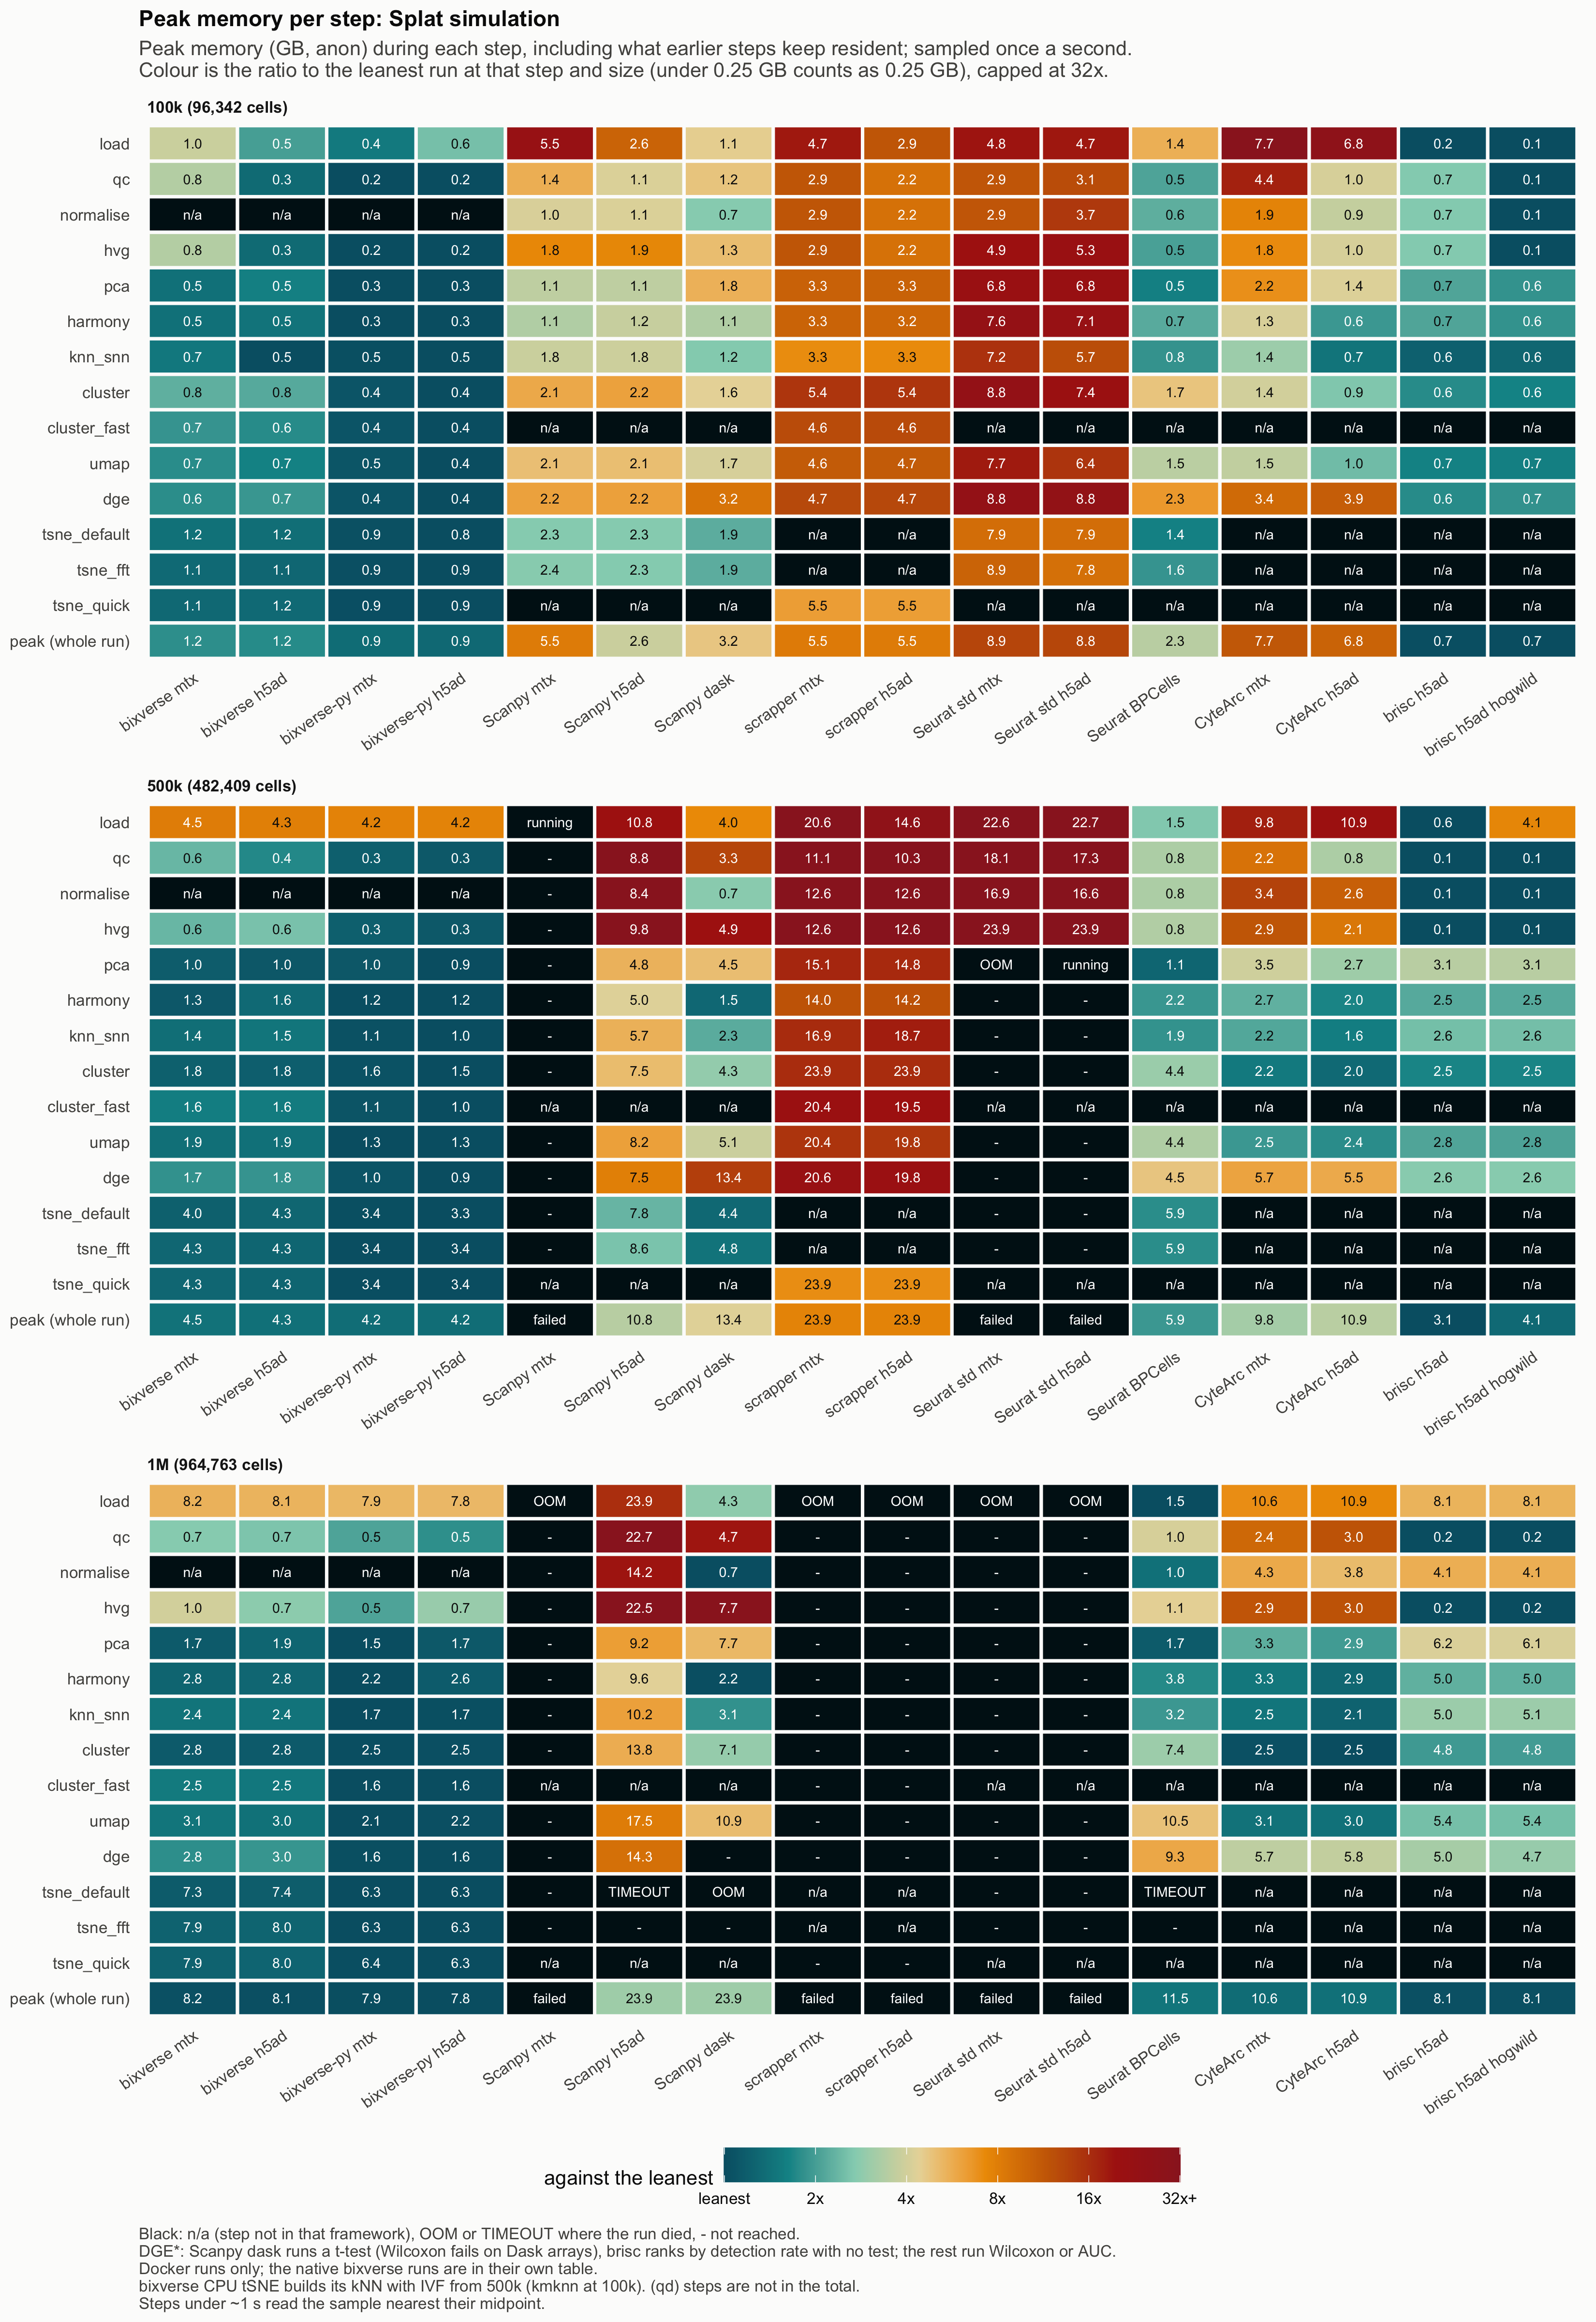 Peak memory per step: Splat simulation
Peak memory (GB, anon) during each step, including what earlier steps keep resident; sampled once a second.
Colour is the ratio to the leanest run at that step and size (under 0.25 GB counts as 0.25 GB), capped at 32x.
100k (96,342 cells)
load 1.0 0.5 0.4 0.6 5.5 2.6 1.1 4.7 2.9 4.8 4.7 1.4 7.7 6.8 0.2 0.1
qc 0.8 0.3 0.2 0.2 1.4 1.1 1.2 2.9 2.2 2.9 3.1 0.5 4.4 1.0 0.7 0.1
normalise n/a n/a n/a n/a 1.0 1.1 0.7 2.9 2.2 2.9 3.7 0.6 1.9 0.9 0.7 0.1
hvg 0.8 0.3 0.2 0.2 1.8 1.9 1.3 2.9 2.2 4.9 5.3 0.5 1.8 1.0 0.7 0.1
pca 0.5 0.5 0.3 0.3 1.1 1.1 1.8 3.3 3.3 6.8 6.8 0.5 2.2 1.4 0.7 0.6
harmony 0.5 0.5 0.3 0.3 1.1 1.2 1.1 3.3 3.2 7.6 7.1 0.7 1.3 0.6 0.7 0.6
knn_snn 0.7 0.5 0.5 0.5 1.8 1.8 1.2 3.3 3.3 7.2 5.7 0.8 1.4 0.7 0.6 0.6
cluster 0.8 0.8 0.4 0.4 2.1 2.2 1.6 5.4 5.4 8.8 7.4 1.7 1.4 0.9 0.6 0.6
cluster_fast 0.7 0.6 0.4 0.4 n/a n/a n/a 4.6 4.6 n/a n/a n/a n/a n/a n/a n/a
umap 0.7 0.7 0.5 0.4 2.1 2.1 1.7 4.6 4.7 7.7 6.4 1.5 1.5 1.0 0.7 0.7
dge 0.6 0.7 0.4 0.4 2.2 2.2 3.2 4.7 4.7 8.8 8.8 2.3 3.4 3.9 0.6 0.7
tsne_default 1.2 1.2 0.9 0.8 2.3 2.3 1.9 n/a n/a 7.9 7.9 1.4 n/a n/a n/a n/a
tsne_fft 1.1 1.1 0.9 0.9 2.4 2.3 1.9 n/a n/a 8.9 7.8 1.6 n/a n/a n/a n/a
tsne_quick 1.1 1.2 0.9 0.9 n/a n/a n/a 5.5 5.5 n/a n/a n/a n/a n/a n/a n/a
peak (whole run) 1.2 1.2 0.9 0.9 5.5 2.6 3.2 5.5 5.5 8.9 8.8 2.3 7.7 6.8 0.7 0.7
bixverse mtx bixverse h5ad bixverse-py mtx bixverse-py h5ad Scanpy mtx Scanpy h5ad Scanpy dask scrapper mtx scrapper h5ad Seurat std mtx Seurat std h5ad Seurat BPCells CyteArc mtx CyteArc h5ad brisc h5ad brisc h5ad hogwild
500k (482,409 cells)
load 4.5 4.3 4.2 4.2 running 10.8 4.0 20.6 14.6 22.6 22.7 1.5 9.8 10.9 0.6 4.1
qc 0.6 0.4 0.3 0.3 - 8.8 3.3 11.1 10.3 18.1 17.3 0.8 2.2 0.8 0.1 0.1
normalise n/a n/a n/a n/a - 8.4 0.7 12.6 12.6 16.9 16.6 0.8 3.4 2.6 0.1 0.1
hvg 0.6 0.6 0.3 0.3 - 9.8 4.9 12.6 12.6 23.9 23.9 0.8 2.9 2.1 0.1 0.1
pca 1.0 1.0 1.0 0.9 - 4.8 4.5 15.1 14.8 OOM running 1.1 3.5 2.7 3.1 3.1
harmony 1.3 1.6 1.2 1.2 - 5.0 1.5 14.0 14.2 - - 2.2 2.7 2.0 2.5 2.5
knn_snn 1.4 1.5 1.1 1.0 - 5.7 2.3 16.9 18.7 - - 1.9 2.2 1.6 2.6 2.6
cluster 1.8 1.8 1.6 1.5 - 7.5 4.3 23.9 23.9 - - 4.4 2.2 2.0 2.5 2.5
cluster_fast 1.6 1.6 1.1 1.0 n/a n/a n/a 20.4 19.5 n/a n/a n/a n/a n/a n/a n/a
umap 1.9 1.9 1.3 1.3 - 8.2 5.1 20.4 19.8 - - 4.4 2.5 2.4 2.8 2.8
dge 1.7 1.8 1.0 0.9 - 7.5 13.4 20.6 19.8 - - 4.5 5.7 5.5 2.6 2.6
tsne_default 4.0 4.3 3.4 3.3 - 7.8 4.4 n/a n/a - - 5.9 n/a n/a n/a n/a
tsne_fft 4.3 4.3 3.4 3.4 - 8.6 4.8 n/a n/a - - 5.9 n/a n/a n/a n/a
tsne_quick 4.3 4.3 3.4 3.4 n/a n/a n/a 23.9 23.9 n/a n/a n/a n/a n/a n/a n/a
peak (whole run) 4.5 4.3 4.2 4.2 failed 10.8 13.4 23.9 23.9 failed failed 5.9 9.8 10.9 3.1 4.1
bixverse mtx bixverse h5ad bixverse-py mtx bixverse-py h5ad Scanpy mtx Scanpy h5ad Scanpy dask scrapper mtx scrapper h5ad Seurat std mtx Seurat std h5ad Seurat BPCells CyteArc mtx CyteArc h5ad brisc h5ad brisc h5ad hogwild
1M (964,763 cells)
load 8.2 8.1 7.9 7.8 OOM 23.9 4.3 OOM OOM OOM OOM 1.5 10.6 10.9 8.1 8.1
qc 0.7 0.7 0.5 0.5 - 22.7 4.7 - - - - 1.0 2.4 3.0 0.2 0.2
normalise n/a n/a n/a n/a - 14.2 0.7 - - - - 1.0 4.3 3.8 4.1 4.1
hvg 1.0 0.7 0.5 0.7 - 22.5 7.7 - - - - 1.1 2.9 3.0 0.2 0.2
pca 1.7 1.9 1.5 1.7 - 9.2 7.7 - - - - 1.7 3.3 2.9 6.2 6.1
harmony 2.8 2.8 2.2 2.6 - 9.6 2.2 - - - - 3.8 3.3 2.9 5.0 5.0
knn_snn 2.4 2.4 1.7 1.7 - 10.2 3.1 - - - - 3.2 2.5 2.1 5.0 5.1
cluster 2.8 2.8 2.5 2.5 - 13.8 7.1 - - - - 7.4 2.5 2.5 4.8 4.8
cluster_fast 2.5 2.5 1.6 1.6 n/a n/a n/a - - n/a n/a n/a n/a n/a n/a n/a
umap 3.1 3.0 2.1 2.2 - 17.5 10.9 - - - - 10.5 3.1 3.0 5.4 5.4
dge 2.8 3.0 1.6 1.6 - 14.3 - - - - - 9.3 5.7 5.8 5.0 4.7
tsne_default 7.3 7.4 6.3 6.3 - TIMEOUT OOM n/a n/a - - TIMEOUT n/a n/a n/a n/a
tsne_fft 7.9 8.0 6.3 6.3 - - - n/a n/a - - - n/a n/a n/a n/a
tsne_quick 7.9 8.0 6.4 6.3 n/a n/a n/a - - n/a n/a n/a n/a n/a n/a n/a
peak (whole run) 8.2 8.1 7.9 7.8 failed 23.9 23.9 failed failed failed failed 11.5 10.6 10.9 8.1 8.1
bixverse mtx bixverse h5ad bixverse-py mtx bixverse-py h5ad Scanpy mtx Scanpy h5ad Scanpy dask scrapper mtx scrapper h5ad Seurat std mtx Seurat std h5ad Seurat BPCells CyteArc mtx CyteArc h5ad brisc h5ad brisc h5ad hogwild
against the leanest
leanest 2x 4x 8x 16x 32x+
Black: n/a (step not in that framework), OOM or TIMEOUT where the run died, - not reached.
DGE*: Scanpy dask runs a t-test (Wilcoxon fails on Dask arrays), brisc ranks by detection rate with no test; the rest run Wilcoxon or AUC.
Docker runs only; the native bixverse runs are in their own table.
bixverse CPU tSNE builds its kNN with IVF from 500k (kmknn at 100k). (qd) steps are not in the total.
Steps under ~1 s read the sample nearest their midpoint.